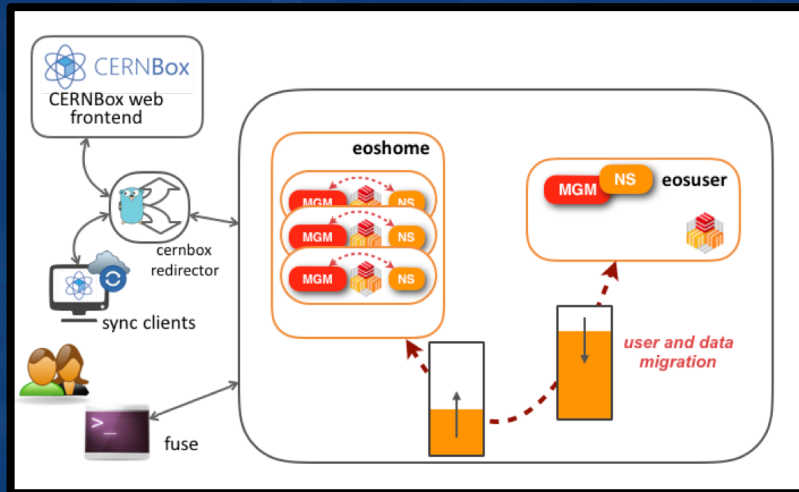 CERNBox
CERNBox web
frontend
cernbox
redirector
sync clients
>_
fuse
eoshome
MGM
NS
MGM
NS
MGM
NS
MGM
NS
eosuser
user and data
migration